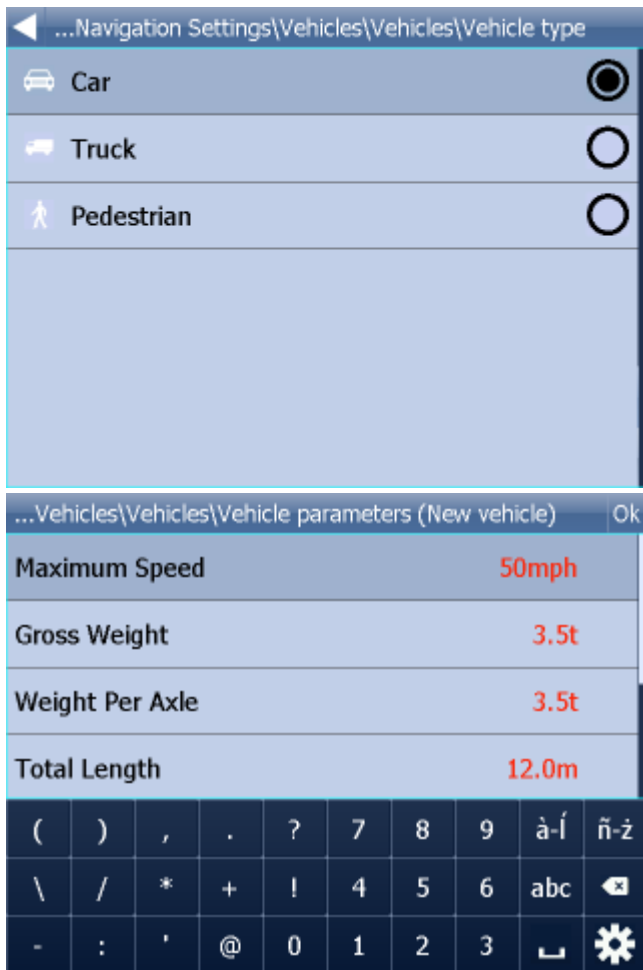 ...Navigation Settings\Vehicles\Vehicles\Vehicle type
Car
Truck
Pedestrian
...Vehicles\Vehicles\Vehicle parameters (New vehicle) Ok
Maximum Speed 50mph
Gross Weight 3.5t
Weight Per Axle 3.5t
Total Length 12.0m
( ) , . ? 7 8 9 à-Í ñ-ż
\ / * + ! 4 5 6 abc
- : ' @ 0 1 2 3